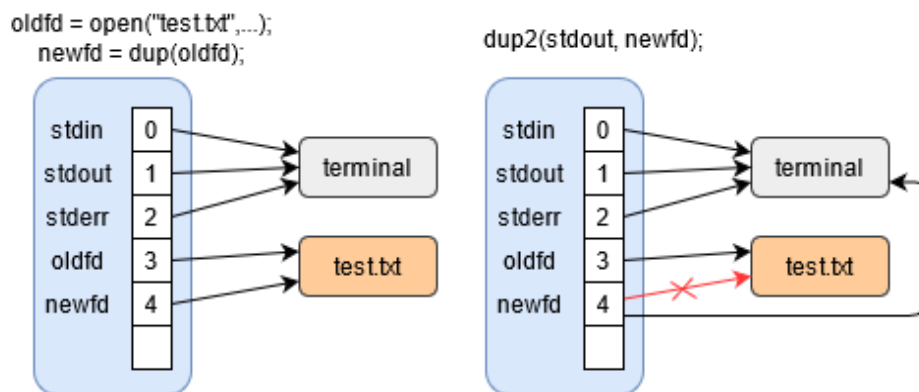 oldfd = open("test.txt",...);
newfd = dup(oldfd);
stdin 0
stdout 1
stderr 2
oldfd 3
newfd 4
terminal
test.txt
dup2(stdout, newfd);
stdin 0
stdout 1
stderr 2
oldfd 3
newfd 4
terminal
test.txt